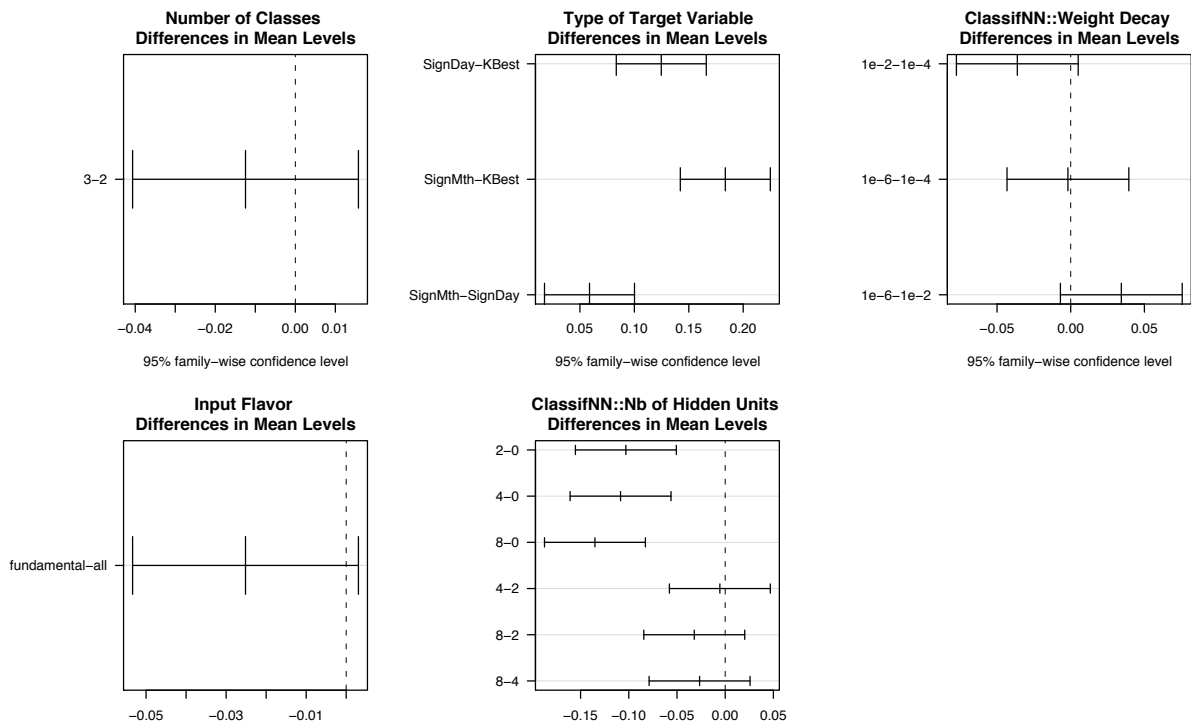 Number of Classes
Differences in Mean Levels
3−2
−0.04 −0.02 0.00 0.01
95% family−wise confidence level
Type of Target Variable
Differences in Mean Levels
SignDay−KBest
SignMth−KBest
SignMth−SignDay
0.05 0.10 0.15 0.20
95% family−wise confidence level
ClassifNN::Weight Decay
Differences in Mean Levels
1e−2−1e−4
1e−6−1e−4
1e−6−1e−2
−0.05 0.00 0.05
95% family−wise confidence level
Input Flavor
Differences in Mean Levels
fundamental−all
−0.05 −0.03 −0.01
ClassifNN::Nb of Hidden Units
Differences in Mean Levels
2−0
4−0
8−0
4−2
8−2
8−4
−0.15 −0.10 −0.05 0.00 0.05